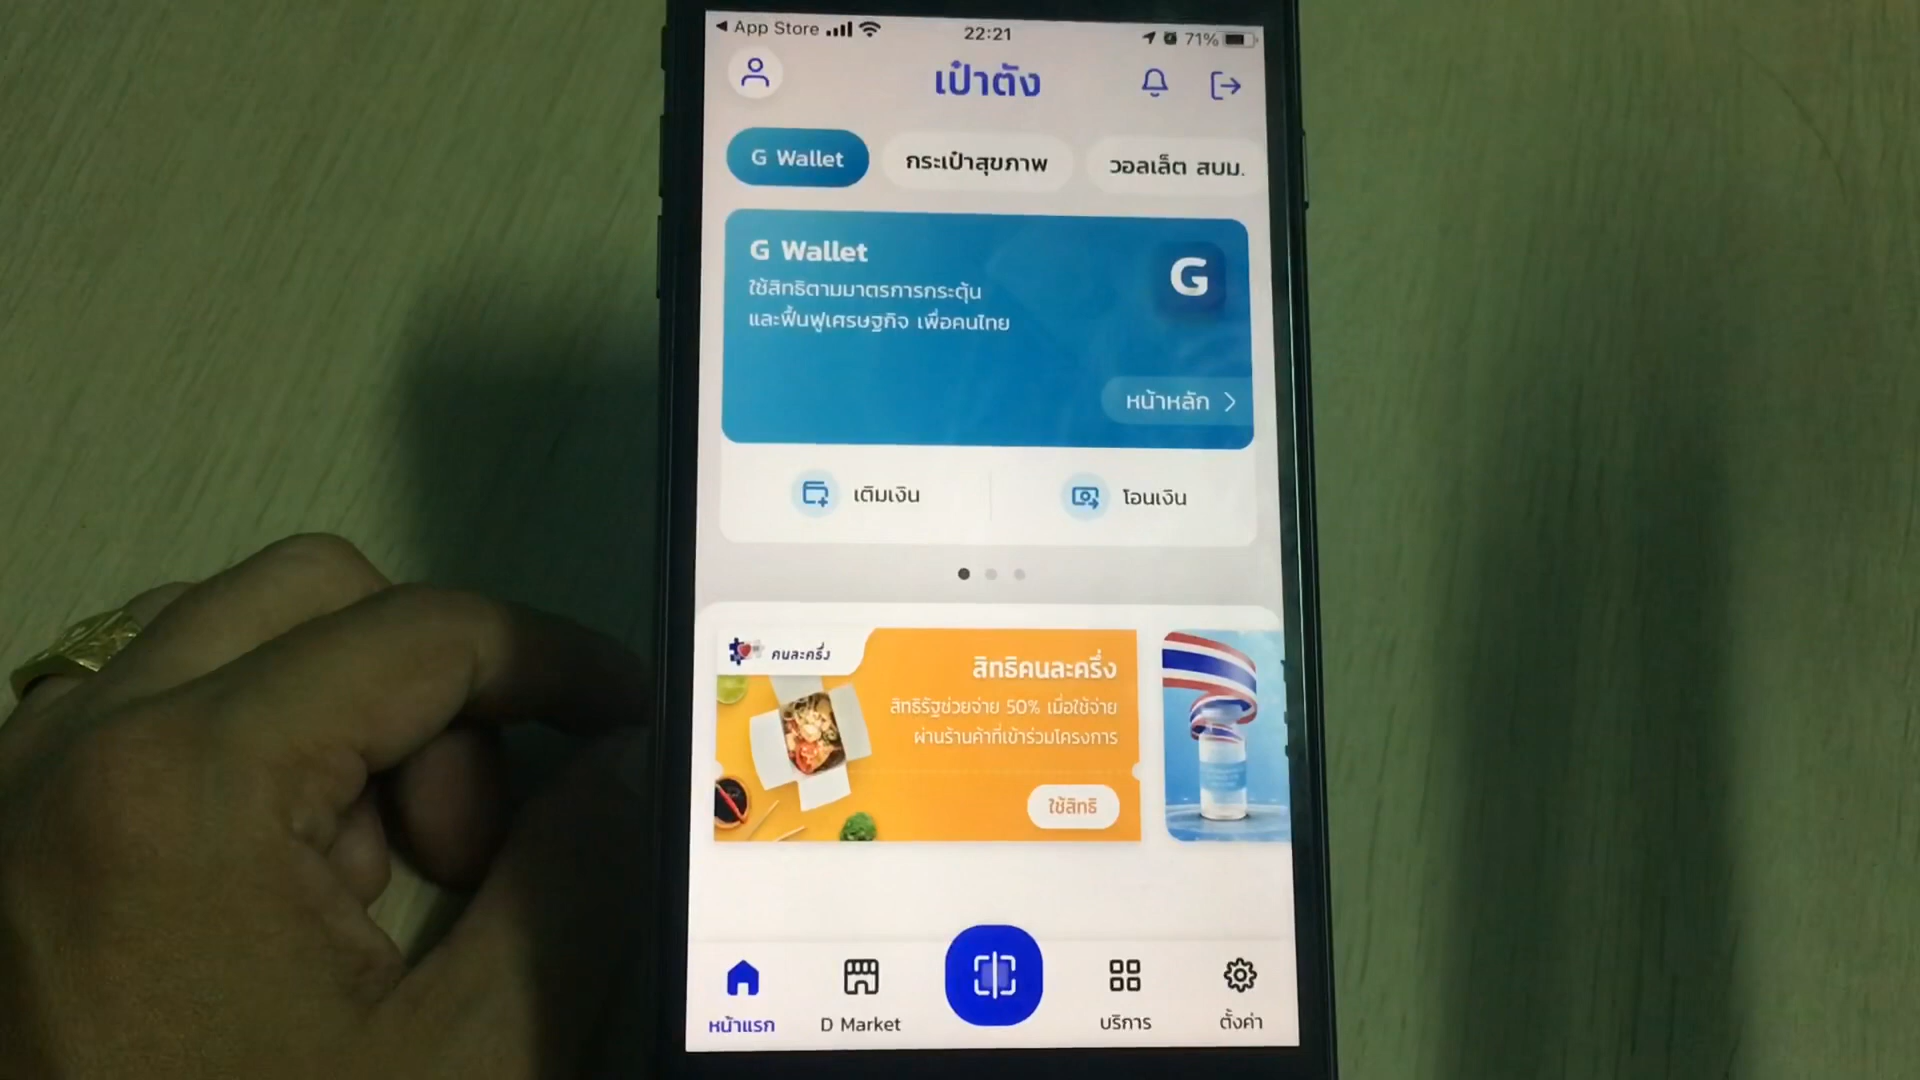 ◀ App Store
22:21
71%
เป๋าตัง
G Wallet
กระเป๋าสุขภาพ
วอลเล็ต สบม.
G Wallet
ใช้สิทธิตามมาตรการกระตุ้น
และฟื้นฟูเศรษฐกิจ เพื่อคนไทย
G
หน้าหลัก
เติมเงิน
โอนเงิน
คนละครึ่ง
สิทธิคนละครึ่ง
สิทธิรัฐช่วยจ่าย 50% เมื่อใช้จ่าย
ผ่านร้านค้าที่เข้าร่วมโครงการ
ใช้สิทธิ
หน้าแรก
D Market
บริการ
ตั้งค่า